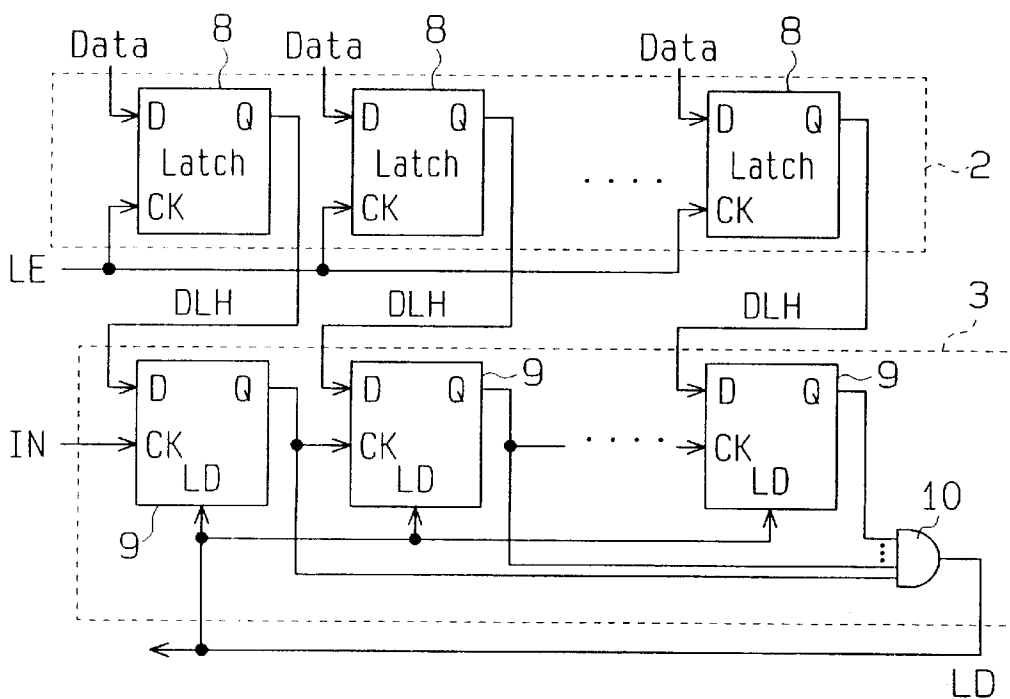 8 8 8
Data Data Data
D Q D Q D Q
Latch Latch . . . . Latch 2
CK CK CK
LE
DLH DLH DLH 3
D Q D Q 9 D Q 9
IN CK CK . . . . CK
LD LD LD
9 10
LD